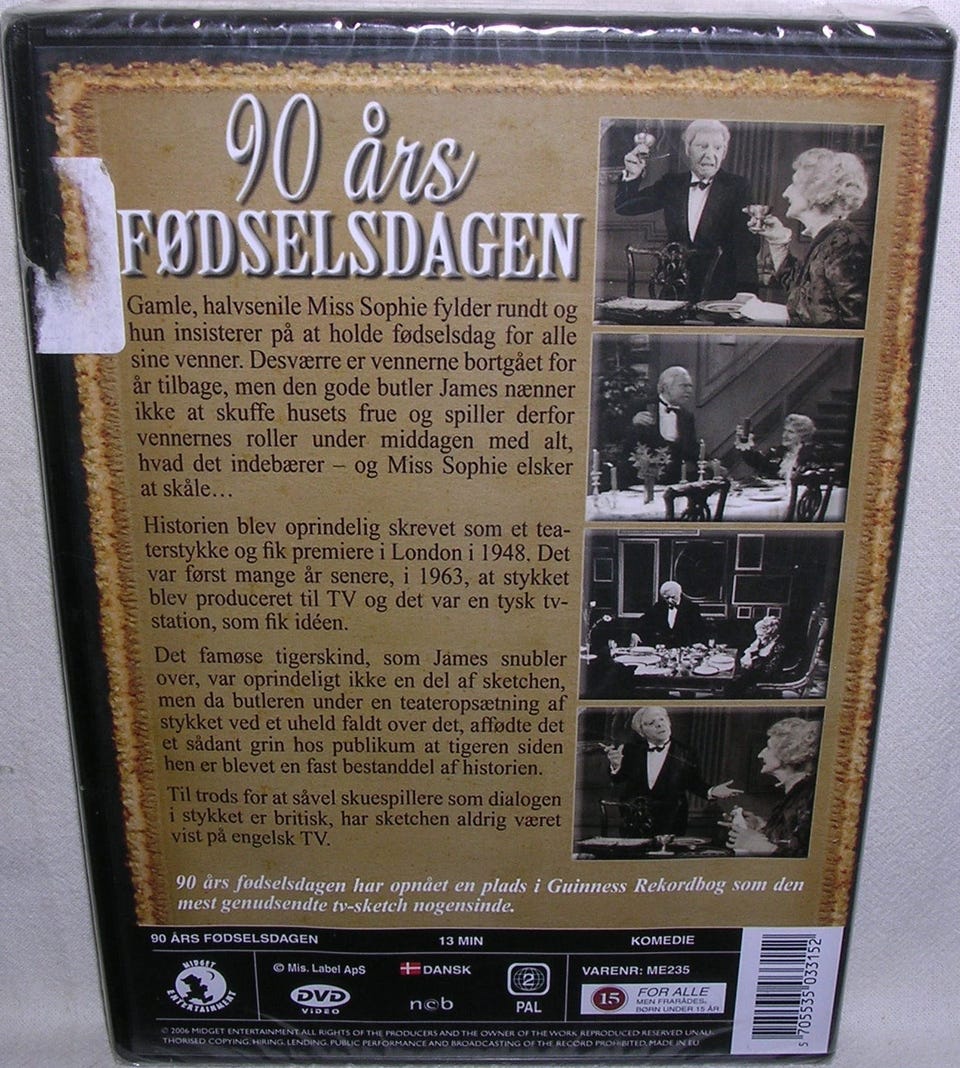 90 års
FØDSELSDAGEN
Gamle, halvsenile Miss Sophie fylder rundt og
hun insisterer på at holde fødselsdag for alle
sine venner. Desværre er vennerne bortgået for
år tilbage, men den gode butler James nænner
ikke at skuffe husets frue og spiller derfor
vennernes roller under middagen med alt,
hvad det indebærer – og Miss Sophie elsker
at skåle...
Historien blev oprindelig skrevet som et tea-
terstykke og fik premiere i London i 1948. Det
var først mange år senere, i 1963, at stykket
blev produceret til TV og det var en tysk tv-
station, som fik idéen.
Det famøse tigerskind, som James snubler
over, var oprindeligt ikke en del af sketchen,
men da butleren under en teateropsætning af
stykket ved et uheld faldt over det, affødte det
et sådant grin hos publikum at tigeren siden
hen er blevet en fast bestanddel af historien.
Til trods for at såvel skuespillere som dialogen
i stykket er britisk, har sketchen aldrig været
vist på engelsk TV.
90 års fødselsdagen har opnået en plads i Guinness Rekordbog som den
mest genudsendte tv-sketch nogensinde.
90 ÅRS FØDSELSDAGEN 13 MIN KOMEDIE
MIDGET
ENTERTAINMENT
© Mis. Label ApS
DVD
VIDEO
DANSK
ncb
2
PAL
VARENR: ME235
15
FOR ALLE
MEN FRARÅDES
BØRN UNDER 15 ÅR
5 705535 033152
© 2006 MIDGET ENTERTAINMENT. ALL RIGHTS OF THE PRODUCERS AND THE OWNER OF THE WORK REPRODUCED RESERVED UNAU-
THORISED COPYING, HIRING, LENDING, PUBLIC PERFORMANCE AND BROADCASTING OF THE RECORD PROHIBITED. MADE IN EU